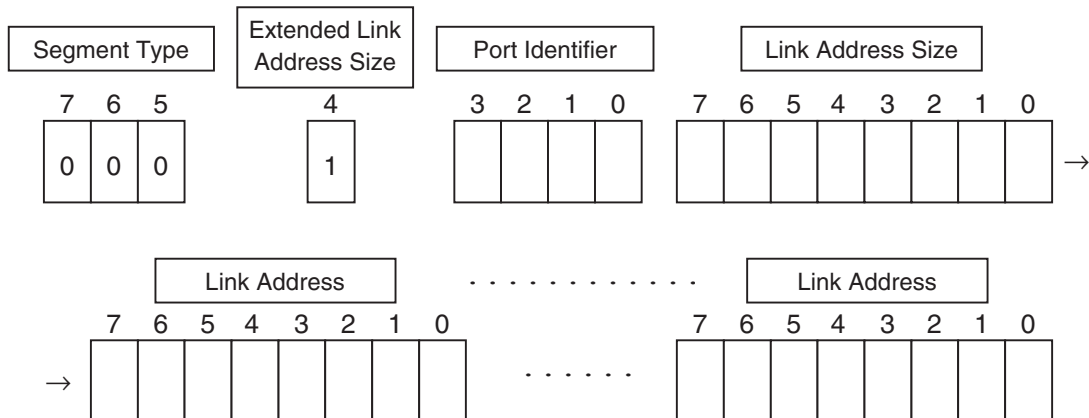 Segment Type
Extended Link
Address Size
Port Identifier
Link Address Size
7 6 5
4
3 2 1 0
7 6 5 4 3 2 1 0
0 0 0
1
→
Link Address
. . . . . . . . . . . .
Link Address
7 6 5 4 3 2 1 0
7 6 5 4 3 2 1 0
→
. . . . . .